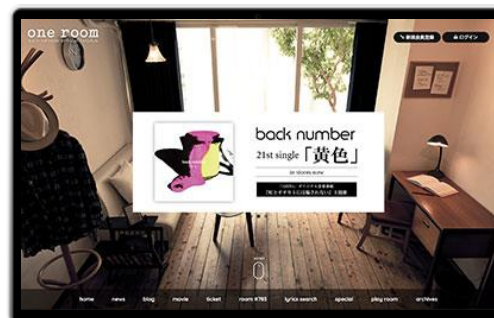 one room
新規会員登録
ログイン
back number
21st single「黄色」
home
news
blog
movie
ticket
room #785
lyrics search
special
play room
archives